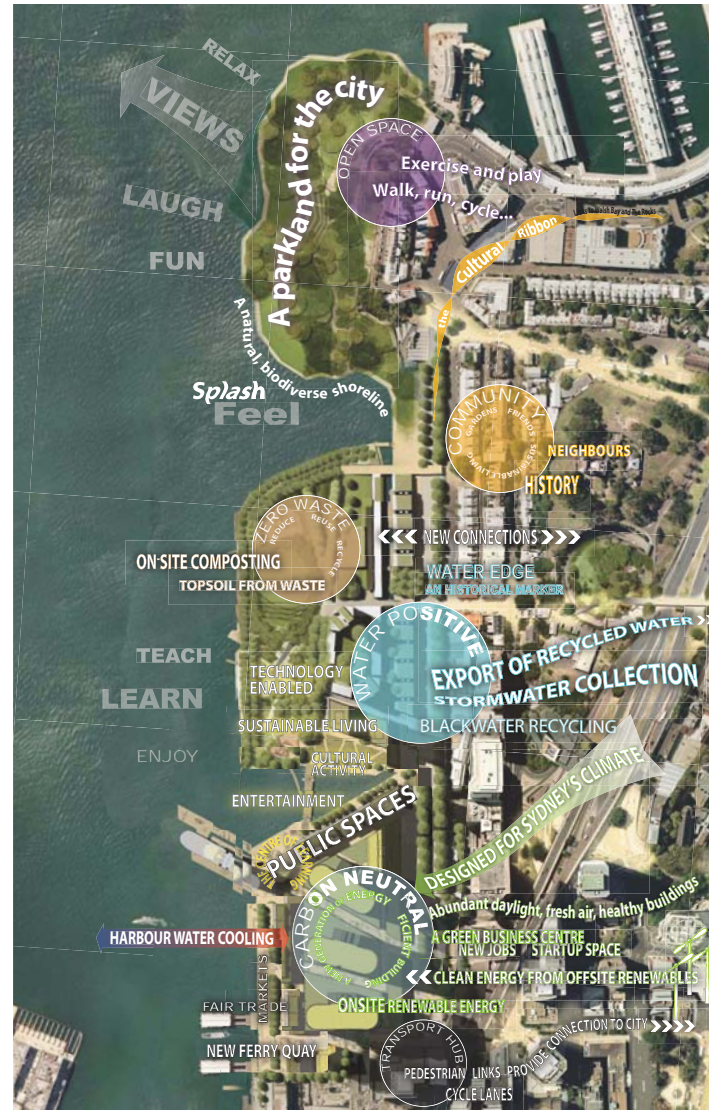 RELAX
VIEWS
A parkland for the city
OPEN SPACE
Exercise and play
Walk, run, cycle...
LAUGH
FUN
the Cultural Ribbon
A natural, biodiverse shoreline
Splash
Feel
COMMUNITY
GARDENS
FRIENDS
SUSTAINABLE LIVING
NEIGHBOURS
HISTORY
ZERO WASTE
REDUCE
REUSE
RECYCLE
NEW CONNECTIONS
ON-SITE COMPOSTING
TOPSOIL FROM WASTE
WATER EDGE
AN HISTORICAL MARKER
WATER POSITIVE
EXPORT OF RECYCLED WATER
STORMWATER COLLECTION
BLACKWATER RECYCLING
TEACH
LEARN
ENJOY
TECHNOLOGY
ENABLED
SUSTAINABLE LIVING
CULTURAL
ACTIVITY
ENTERTAINMENT
PUBLIC SPACES
DESIGNED FOR SYDNEY'S CLIMATE
CARBON NEUTRAL
Abundant daylight, fresh air, healthy buildings
HARBOUR WATER COOLING
A GREEN BUSINESS CENTRE
NEW JOBS STARTUP SPACE
CLEAN ENERGY FROM OFFSITE RENEWABLES
MARKETS
FAIR TRADE
ONSITE RENEWABLE ENERGY
NEW FERRY QUAY
TRANSPORT HUB
PEDESTRIAN LINKS PROVIDE CONNECTION TO CITY
CYCLE LANES